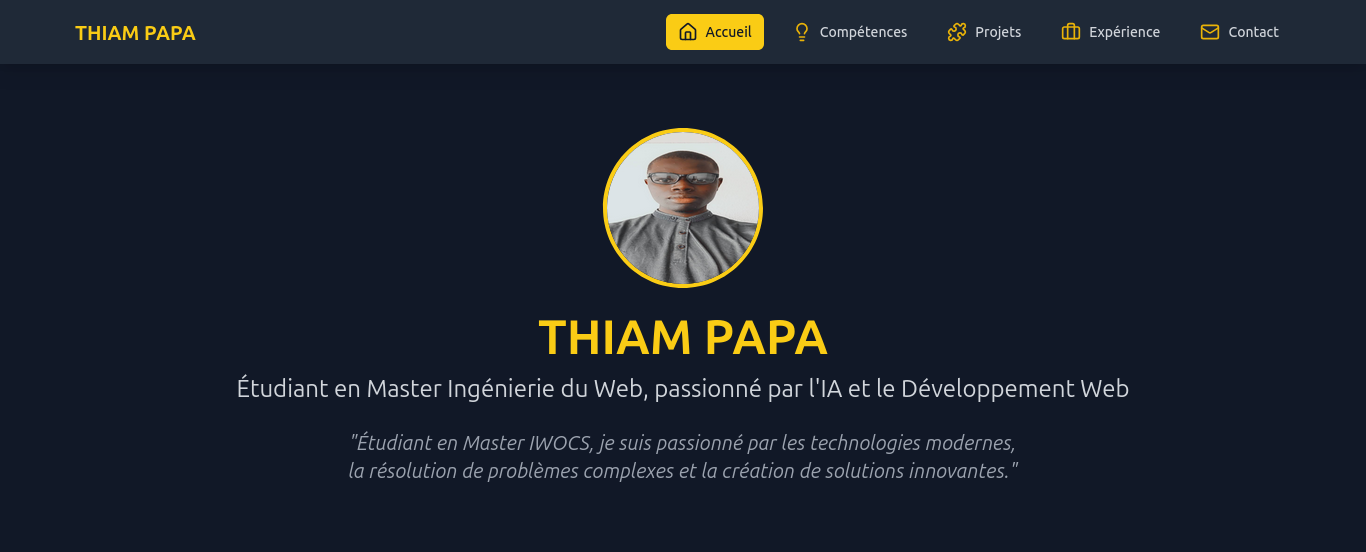 THIAM PAPA
Accueil
Compétences
Projets
Expérience
Contact
THIAM PAPA
Étudiant en Master Ingénierie du Web, passionné par l'IA et le Développement Web
"Étudiant en Master IWOCS, je suis passionné par les technologies modernes,
la résolution de problèmes complexes et la création de solutions innovantes."